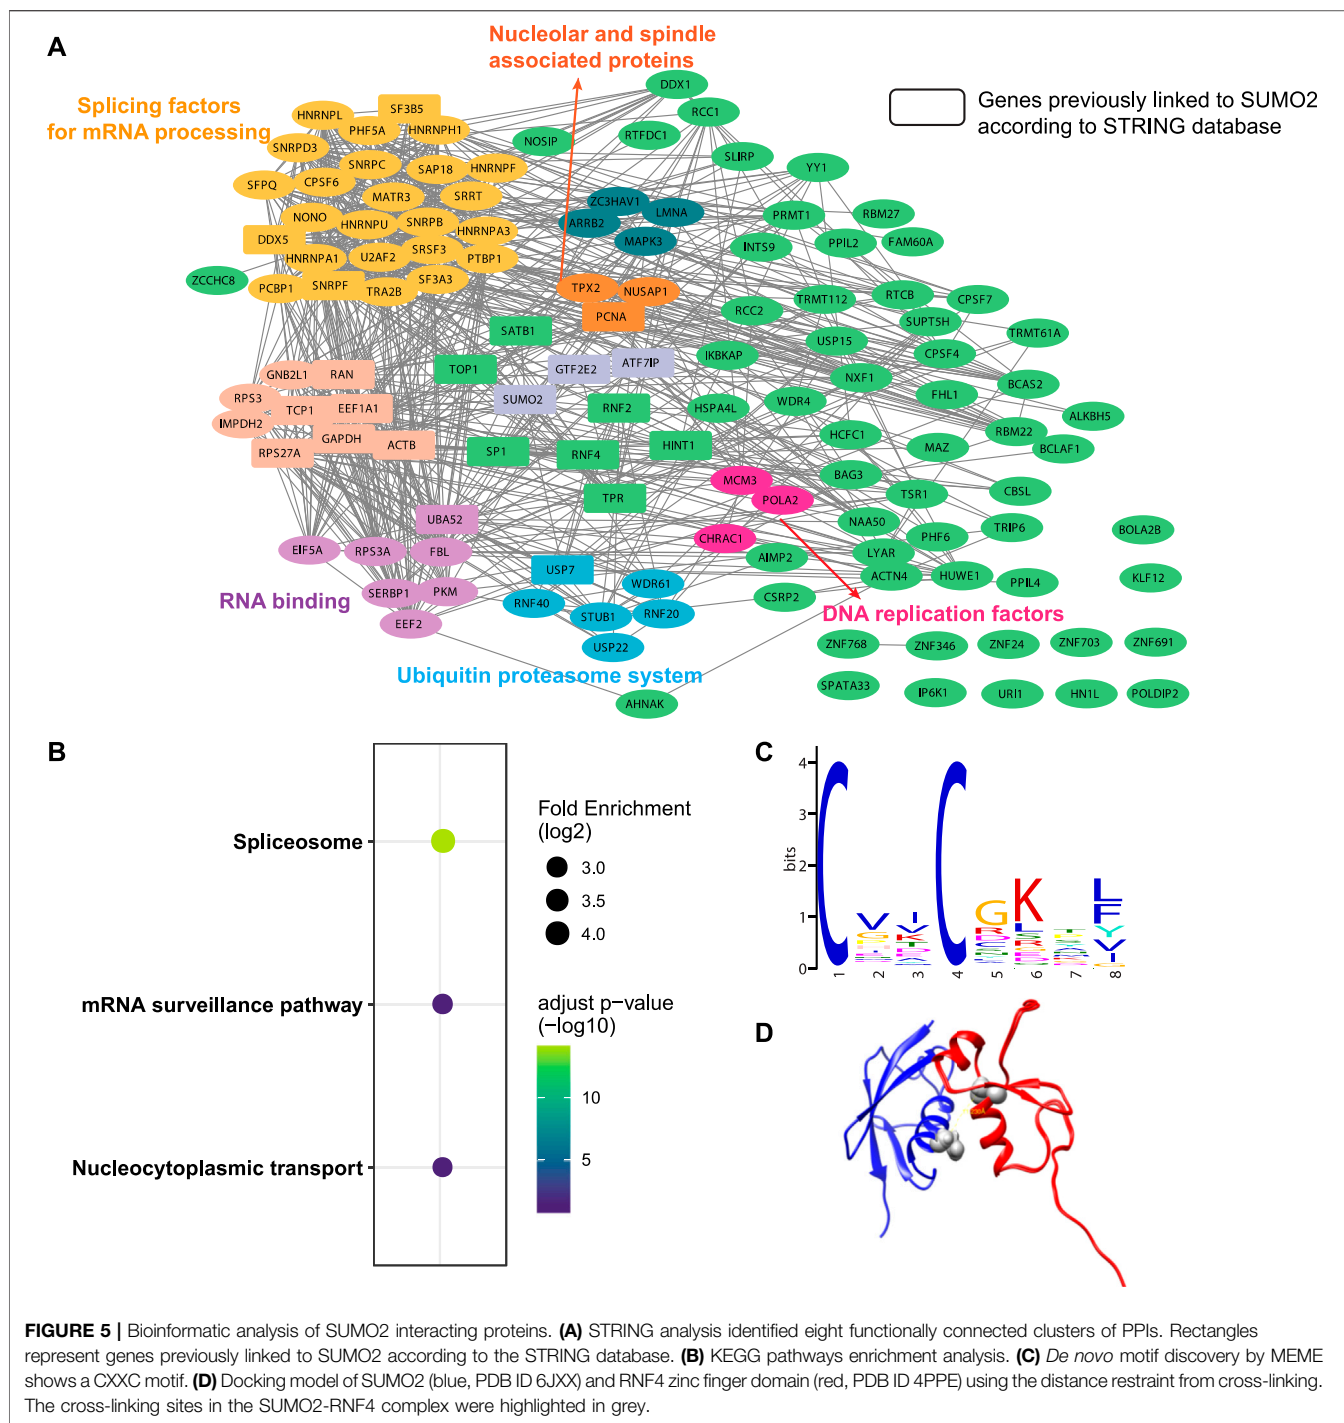 A
Nucleolar and spindle
associated proteins
Splicing factors
for mRNA processing
Genes previously linked to SUMO2
according to STRING database
DDX1
HNRNPL
SF3B5
RCC1
PHF5A
HNRNPH1
RTFDC1
NOSIP
SNRPD3
SLIRP
SNRPC
SAP18
HNRNPF
YY1
SFPQ
CPSF6
MATR3
SRRT
ZC3HAV1
LMNA
ARRB2
PRMT1
RBM27
NONO
HNRNPU
SNRPB
HNRNPA3
MAPK3
INTS9
PPIL2
FAM60A
DDX5
HNRNPA1
U2AF2
SRSF3
PTBP1
ZCCHC8
PCBP1
SNRPF
TRA2B
SF3A3
TPX2
NUSAP1
PCNA
TRMT112
RTCB
CPSF7
RCC2
SUPT5H
TRMT61A
SATB1
USP15
CPSF4
IKBKAP
GNB2L1
RAN
TOP1
GTF2E2
ATF7IP
NXF1
BCAS2
RPS3
TCP1
EEF1A1
SUMO2
RNF2
HSPA4L
WDR4
FHL1
ALKBH5
IMPDH2
GAPDH
ACTB
RPS27A
SP1
RNF4
HINT1
HCFC1
MAZ
RBM22
BCLAF1
MCM3
BAG3
POLA2
TSR1
CBSL
TPR
UBA52
NAA50
PHF6
TRIP6
BOLA2B
EIF5A
RPS3A
FBL
CHRAC1
AIMP2
LYAR
USP7
WDR61
ACTN4
HUWE1
PPIL4
KLF12
RNA binding
SERBP1
PKM
RNF40
STUB1
RNF20
CSRP2
DNA replication factors
EEF2
USP22
ZNF768
ZNF346
ZNF24
ZNF703
ZNF691
Ubiquitin proteasome system
SPATA33
IP6K1
URI1
HN1L
POLDIP2
AHNAK
B
Spliceosome
mRNA surveillance pathway
Nucleocytoplasmic transport
Fold Enrichment
(log2)
3.0
3.5
4.0
adjust p−value
(−log10)
10
5
C
bits
4
3
2
1
0
1 2 3 4 5 6 7 8
D
FIGURE 5 | Bioinformatic analysis of SUMO2 interacting proteins. (A) STRING analysis identified eight functionally connected clusters of PPIs. Rectangles
represent genes previously linked to SUMO2 according to the STRING database. (B) KEGG pathways enrichment analysis. (C) De novo motif discovery by MEME
shows a CXXC motif. (D) Docking model of SUMO2 (blue, PDB ID 6JXX) and RNF4 zinc finger domain (red, PDB ID 4PPE) using the distance restraint from cross-linking.
The cross-linking sites in the SUMO2-RNF4 complex were highlighted in grey.